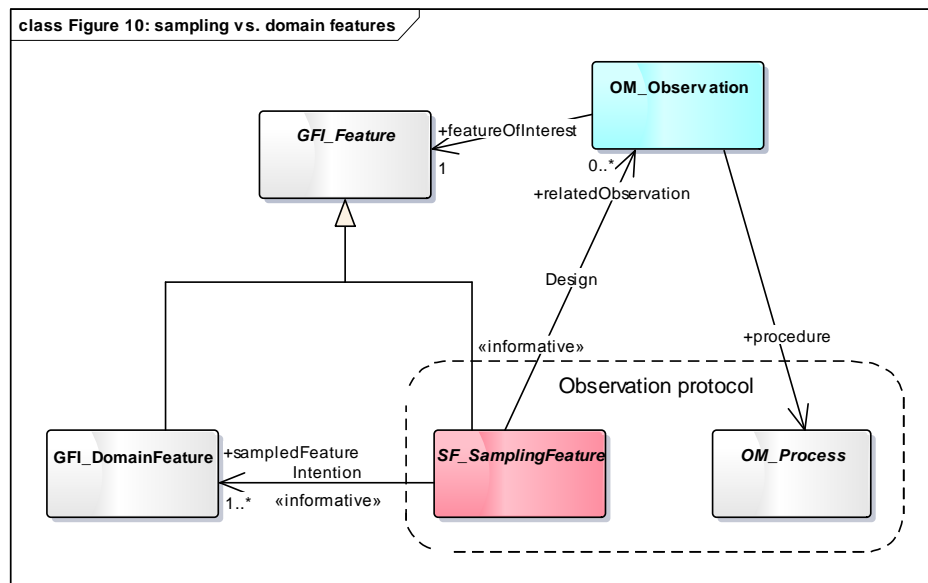 class Figure 10: sampling vs. domain features
OM_Observation
GFI_Feature
+featureOfInterest
1
0..*
+relatedObservation
Design
+procedure
«informative»
Observation protocol
GFI_DomainFeature
+sampledFeature
SF_SamplingFeature
OM_Process
Intention
1..*
«informative»